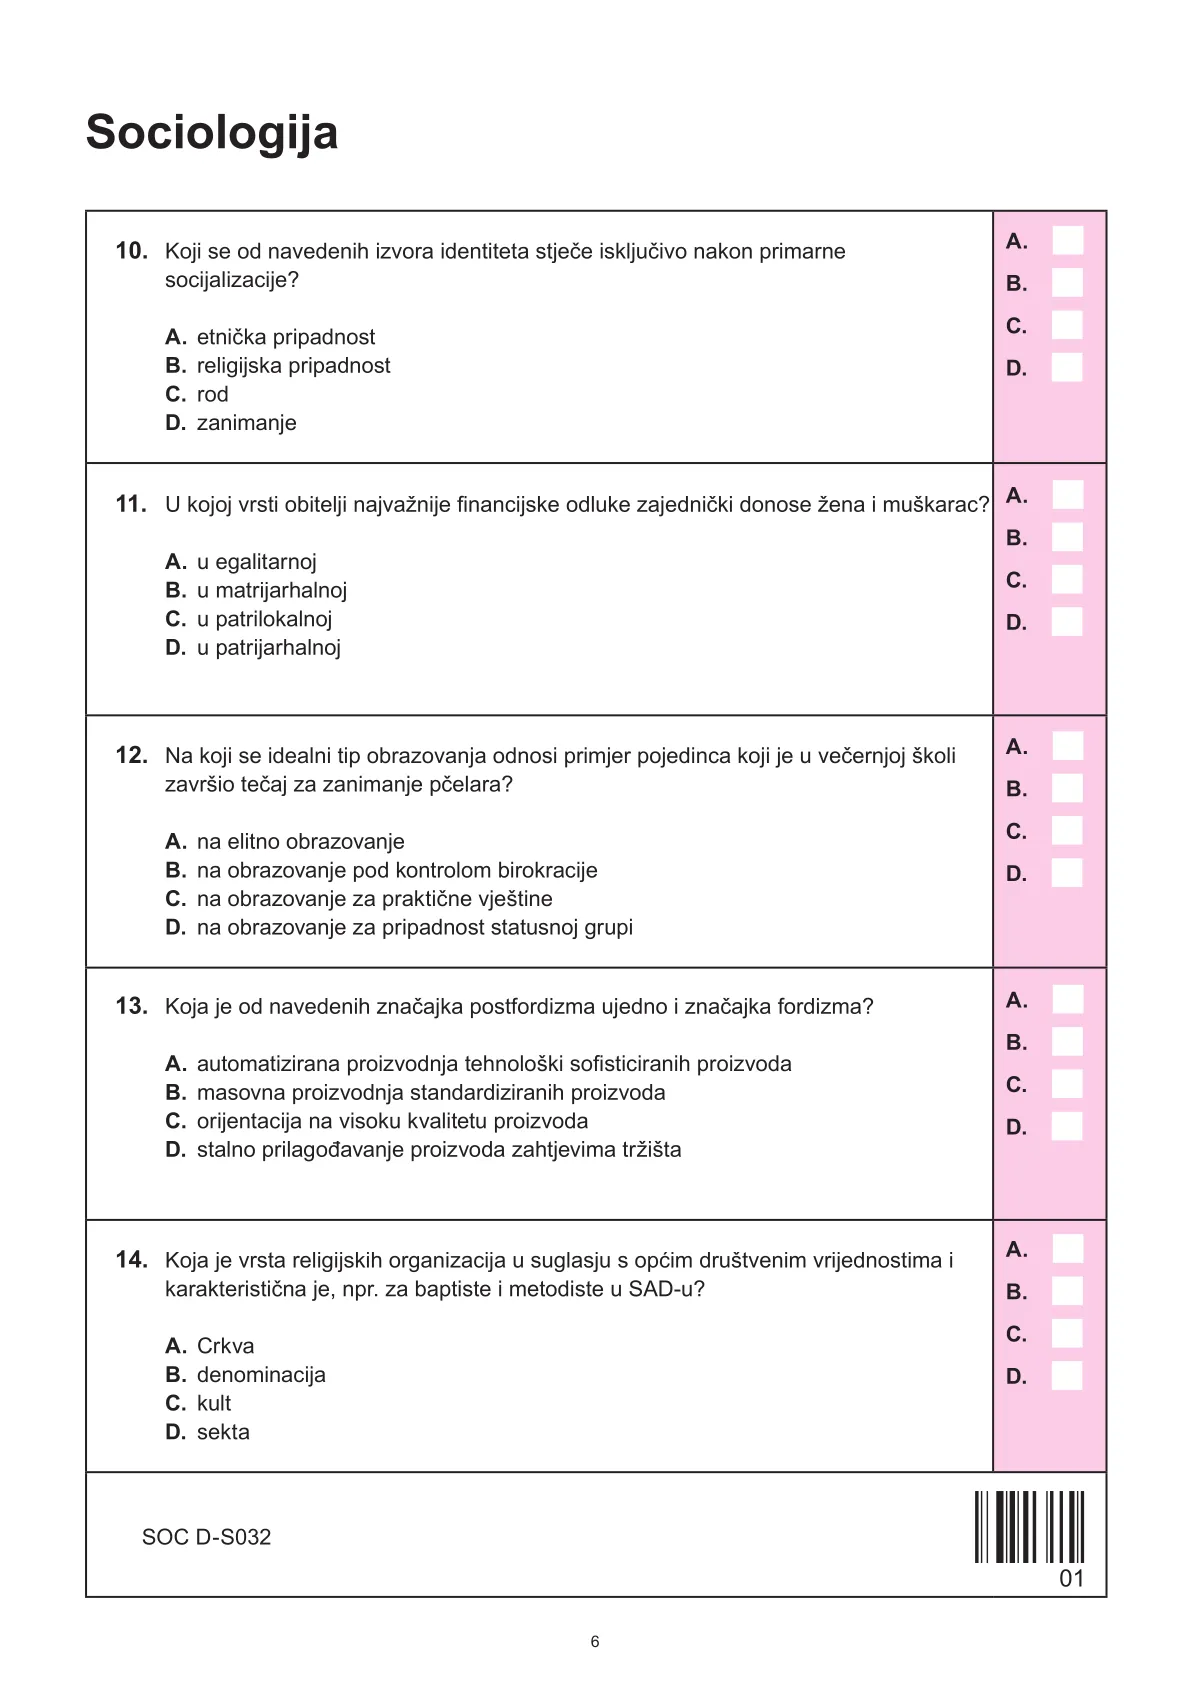 Sociologija
10. Koji se od navedenih izvora identiteta stječe isključivo nakon primarne
socijalizacije?
A. etnička pripadnost
B. religijska pripadnost
C. rod
D. zanimanje
A.
B.
C.
D.
11. U kojoj vrsti obitelji najvažnije financijske odluke zajednički donose žena i muškarac?
A. u egalitarnoj
B. u matrijarhalnoj
C. u patrilokalnoj
D. u patrijarhalnoj
A.
B.
C.
D.
12. Na koji se idealni tip obrazovanja odnosi primjer pojedinca koji je u večernjoj školi
završio tečaj za zanimanje pčelara?
A. na elitno obrazovanje
B. na obrazovanje pod kontrolom birokracije
C. na obrazovanje za praktične vještine
D. na obrazovanje za pripadnost statusnoj grupi
A.
B.
C.
D.
13. Koja je od navedenih značajka postfordizma ujedno i značajka fordizma?
A. automatizirana proizvodnja tehnološki sofisticiranih proizvoda
B. masovna proizvodnja standardiziranih proizvoda
C. orijentacija na visoku kvalitetu proizvoda
D. stalno prilagođavanje proizvoda zahtjevima tržišta
A.
B.
C.
D.
14. Koja je vrsta religijskih organizacija u suglasju s općim društvenim vrijednostima i
karakteristična je, npr. za baptiste i metodiste u SAD-u?
A. Crkva
B. denominacija
C. kult
D. sekta
A.
B.
C.
D.
SOC D-S032
01
6